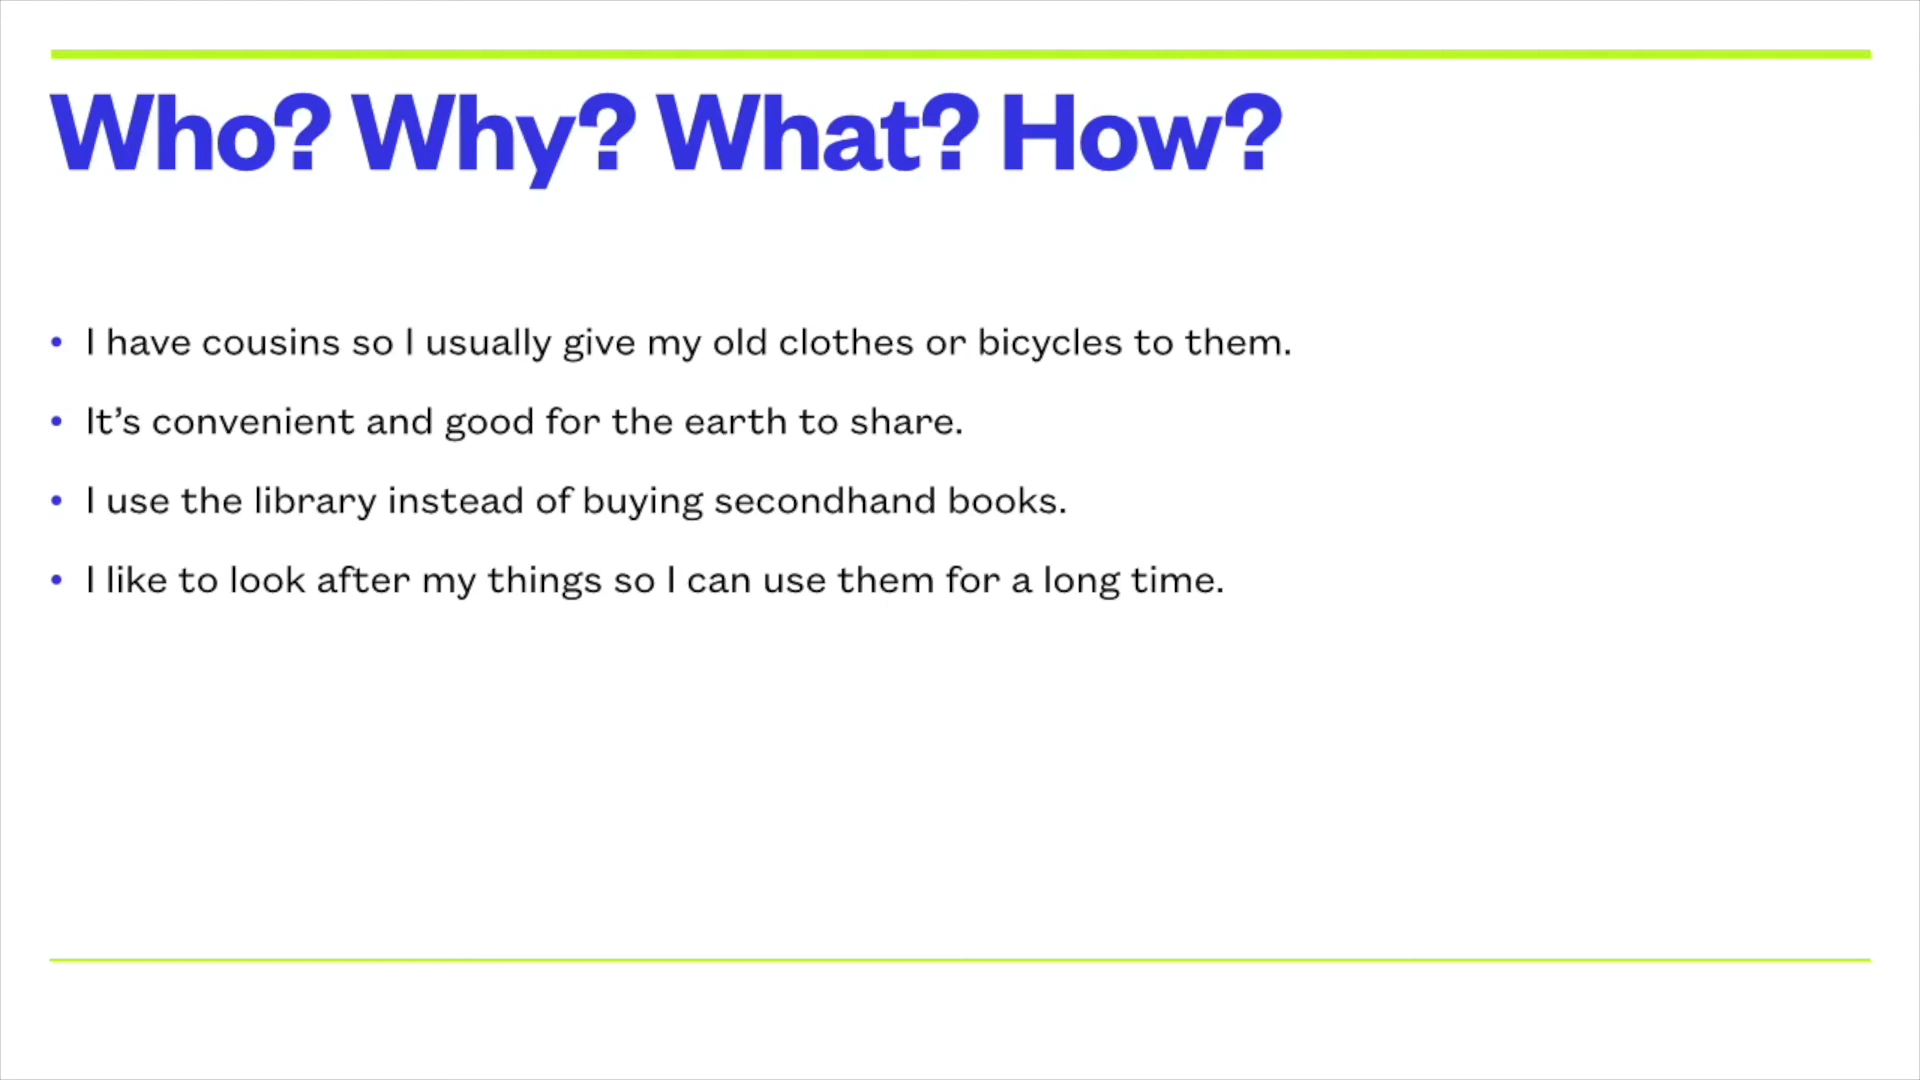 Who? Why? What? How?
• I have cousins so I usually give my old clothes or bicycles to them.
• It’s convenient and good for the earth to share.
• I use the library instead of buying secondhand books.
• I like to look after my things so I can use them for a long time.